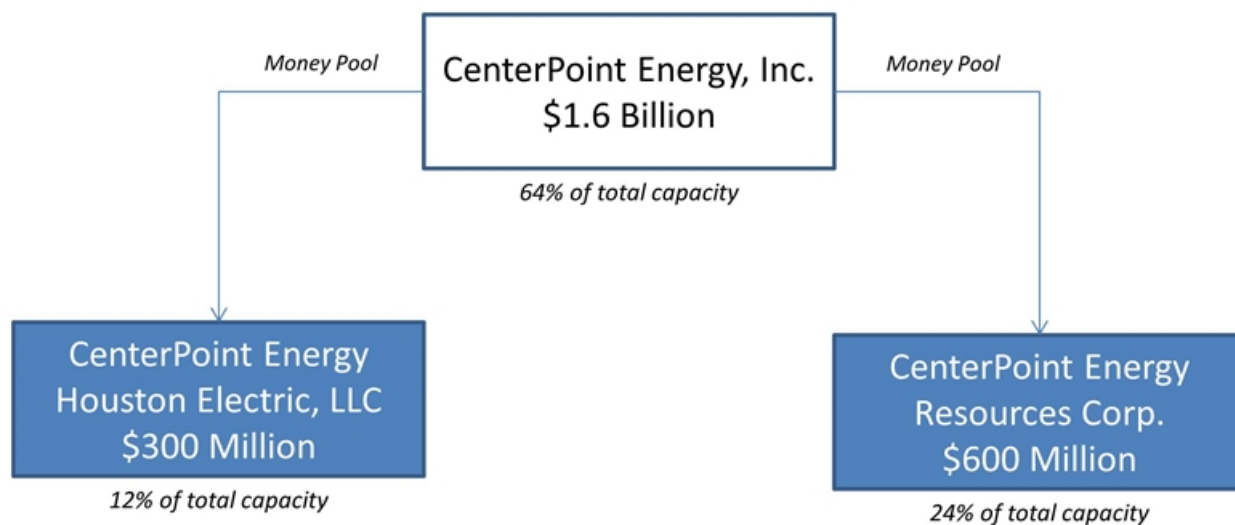 Money Pool
CenterPoint Energy, Inc.
$1.6 Billion
Money Pool
64% of total capacity
CenterPoint Energy
Houston Electric, LLC
$300 Million
12% of total capacity
CenterPoint Energy
Resources Corp.
$600 Million
24% of total capacity